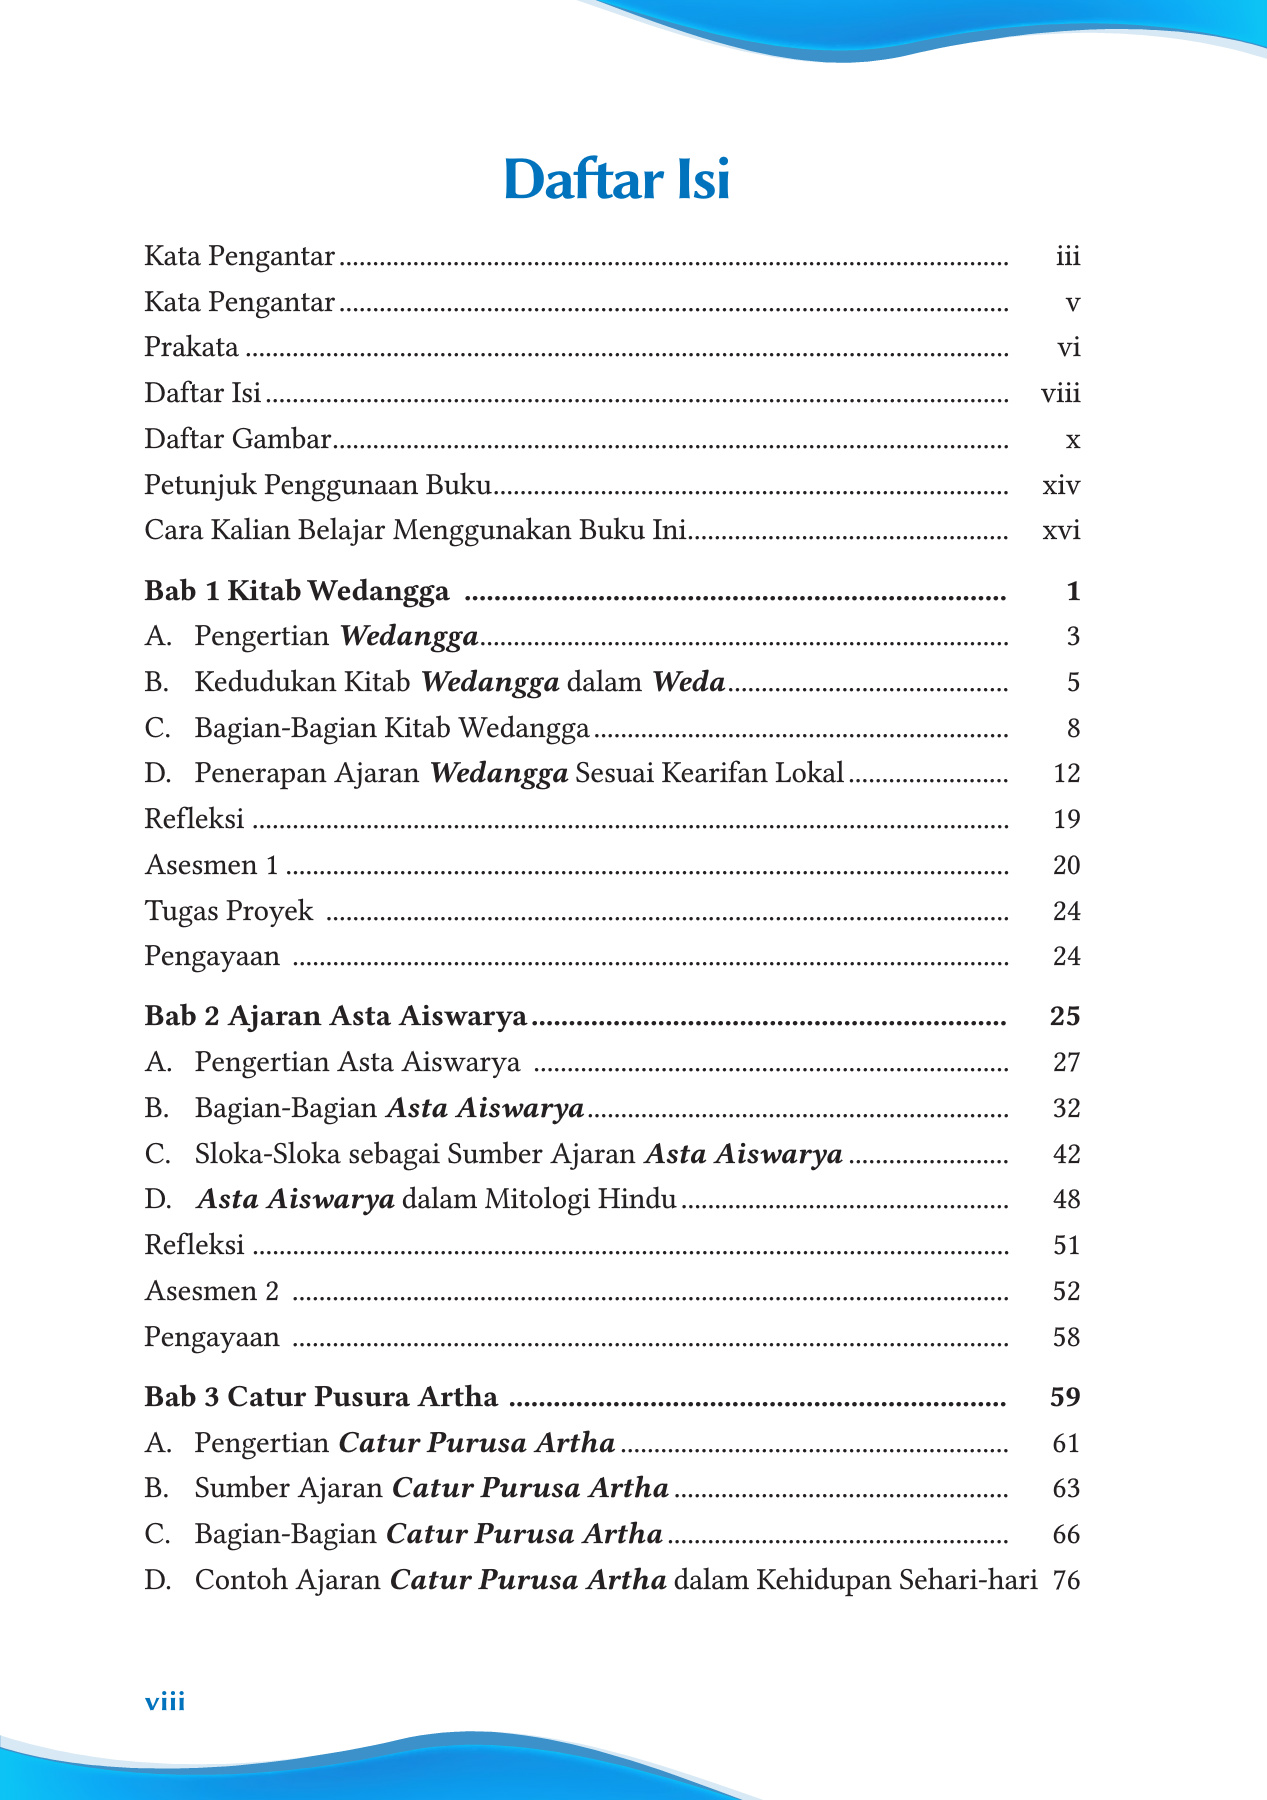 Daftar Isi
Kata Pengantar .......... iii
Kata Pengantar .......... v
Prakata .......... vi
Daftar Isi .......... viii
Daftar Gambar .......... x
Petunjuk Penggunaan Buku .......... xiv
Cara Kalian Belajar Menggunakan Buku Ini .......... xvi
Bab 1 Kitab Wedangga .......... 1
A. Pengertian Wedangga .......... 3
B. Kedudukan Kitab Wedangga dalam Weda .......... 5
C. Bagian-Bagian Kitab Wedangga .......... 8
D. Penerapan Ajaran Wedangga Sesuai Kearifan Lokal .......... 12
Refleksi .......... 19
Asesmen 1 .......... 20
Tugas Proyek .......... 24
Pengayaan .......... 24
Bab 2 Ajaran Asta Aiswarya .......... 25
A. Pengertian Asta Aiswarya .......... 27
B. Bagian-Bagian Asta Aiswarya .......... 32
C. Sloka-Sloka sebagai Sumber Ajaran Asta Aiswarya .......... 42
D. Asta Aiswarya dalam Mitologi Hindu .......... 48
Refleksi .......... 51
Asesmen 2 .......... 52
Pengayaan .......... 58
Bab 3 Catur Pusura Artha .......... 59
A. Pengertian Catur Purusa Artha .......... 61
B. Sumber Ajaran Catur Purusa Artha .......... 63
C. Bagian-Bagian Catur Purusa Artha .......... 66
D. Contoh Ajaran Catur Purusa Artha dalam Kehidupan Sehari-hari 76
viii